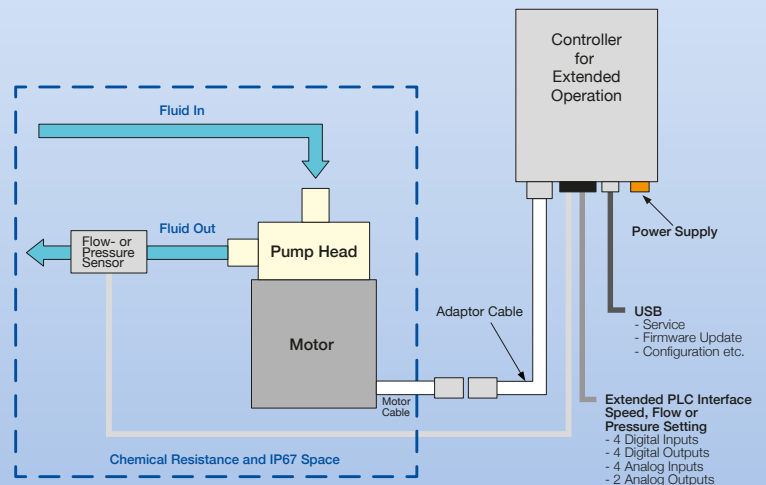 Controller
for
Extended
Operation
Fluid In
Fluid Out
Flow- or
Pressure
Sensor
Pump Head
Power Supply
Motor
Adaptor Cable
USB
- Service
- Firmware Update
- Configuration etc.
Motor
Cable
Extended PLC Interface
Speed, Flow or
Pressure Setting
- 4 Digital Inputs
- 4 Digital Outputs
- 4 Analog Inputs
- 2 Analog Outputs
Chemical Resistance and IP67 Space